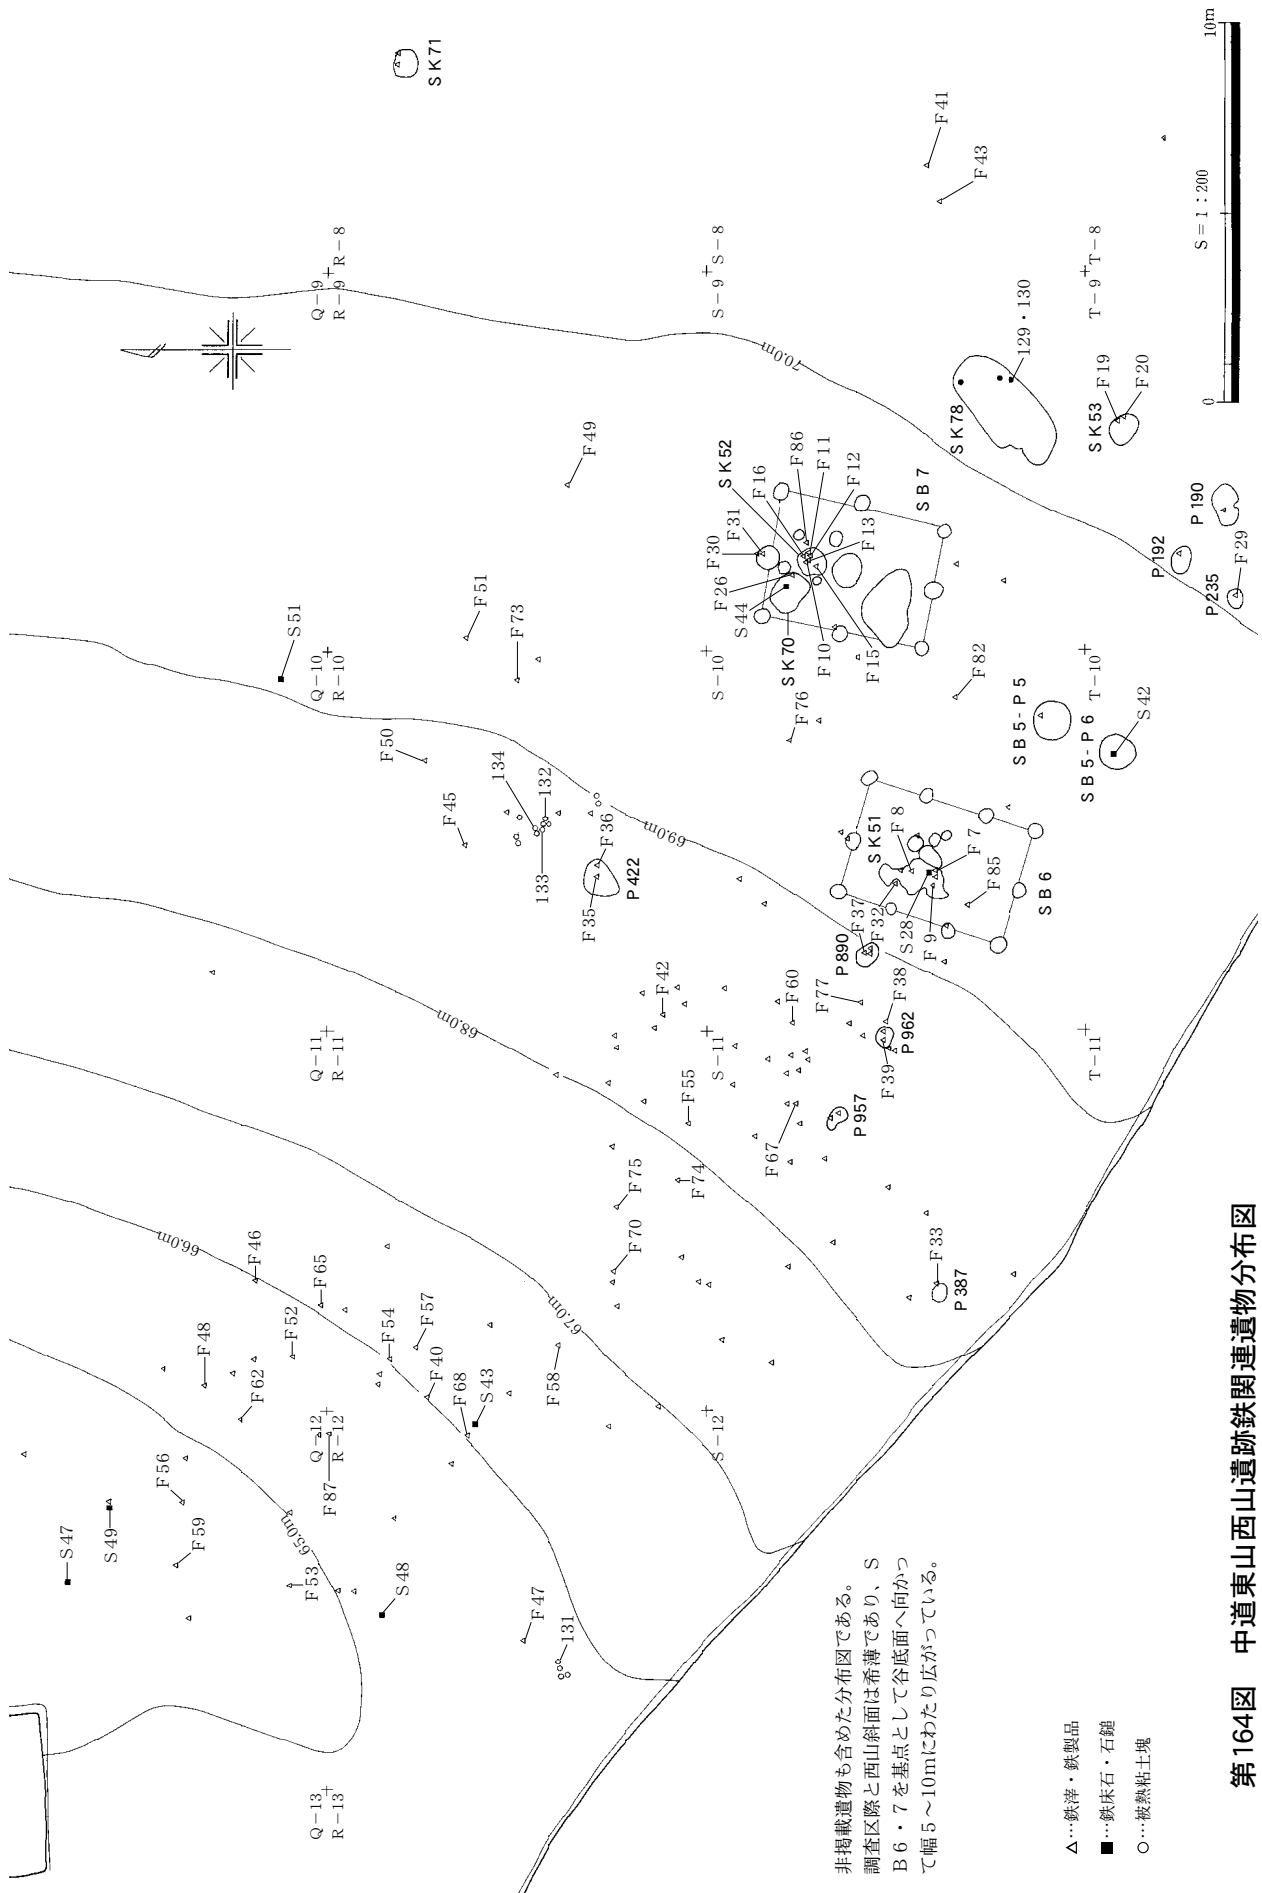 SK71
10m
F41
F43
S=1:200
0
Q-9
R-9
R-8
S-9
S-8
T-9
T-8
129・130
70.0m
SK78
SK53
F19
F20
F49
SK52
F16
F86
F11
F12
F13
SB7
P190
P192
F29
P235
F30
F31
F26
S44
SK70
F10
F15
F51
F73
S51
Q-10
R-10
S-10
T-10
F82
F76
SB5-P5
SB5-P6
S42
F50
F45
134
132
133
F36
F35
P422
69.0m
SK51
F8
F7
F85
SB6
F37
F32
S28
F9
P890
F42
F60
F77
F38
P962
F39
68.0m
Q-11
R-11
S-11
T-11
F55
P957
F67
F75
F74
F70
F33
P387
66.0m
F46
F65
F48
F52
F54
F57
F62
F40
F68
S43
F58
67.0m
Q-12
R-12
S-12
F87
F56
F59
S47
S49
65.0m
F53
S48
F47
131
Q-13
R-13
非掲載遺物も含めた分布図である。
調査区際と西山斜面は希薄であり、S
B6・7を基点として谷底面へ向かっ
て幅5~10mにわたり広がっている。
△…鉄滓・鉄製品
■…鉄床石・石鎚
○…被熱粘土塊
第164図 中道東山西山遺跡鉄関連遺物分布図